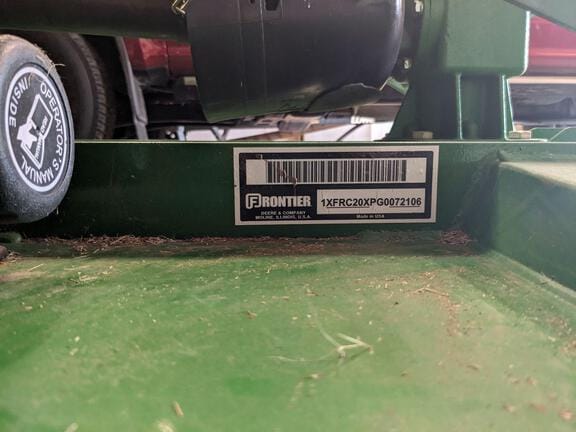 OPERATOR'S MANUAL
INSIDE
FRONTIER
1XFRC20XPG0072106
DEERE & COMPANY
MOLINE, ILLINOIS, U.S.A.
Made in USA